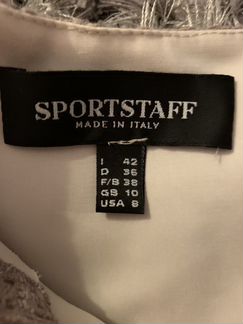 SPORTSTAFF
MADE IN ITALY
I 42
D 36
F/B 38
GB 10
USA 8